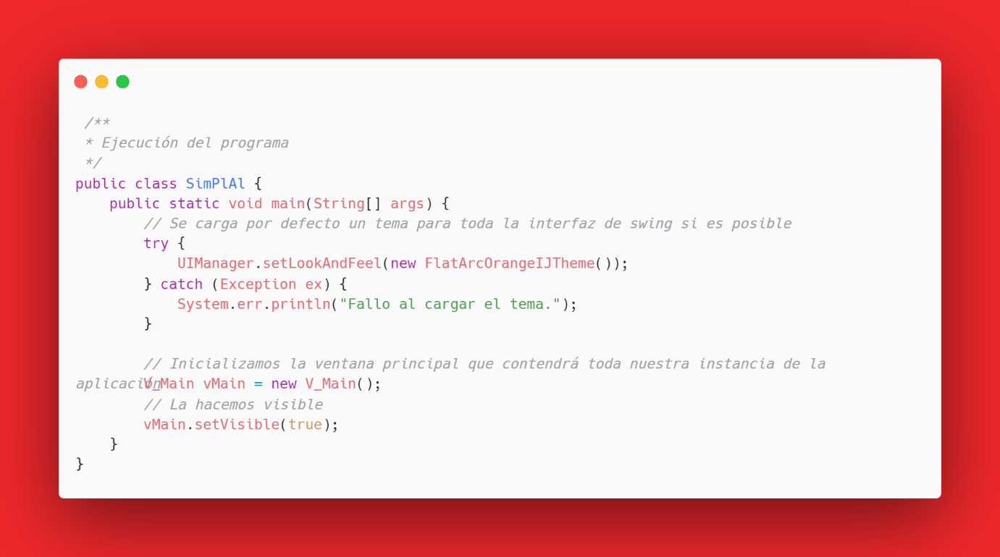 /**
 * Ejecución del programa
 */
public class SimPlAl {
    public static void main(String[] args) {
        // Se carga por defecto un tema para toda la interfaz de swing si es posible
        try {
            UIManager.setLookAndFeel(new FlatArcOrangeIJTheme());
        } catch (Exception ex) {
            System.err.println("Fallo al cargar el tema.");
        }
        // Inicializamos la ventana principal que contendrá toda nuestra instancia de la
aplicación
        V_Main vMain = new V_Main();
        // La hacemos visible
        vMain.setVisible(true);
    }
}